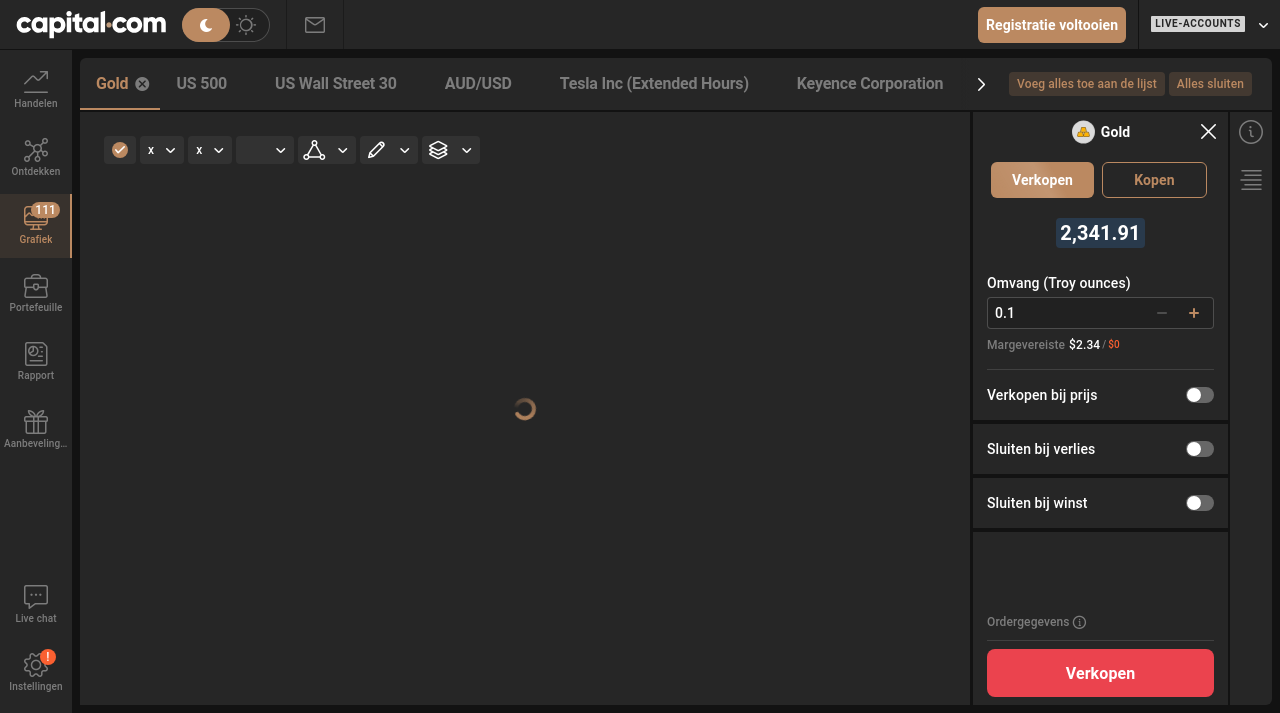 capital.com
Registratie voltooien
LIVE-ACCOUNTS
Handelen
Ontdekken
111
Grafiek
Portefeuille
Rapport
Aanbeveling...
Live chat
!
Instellingen
Gold
US 500
US Wall Street 30
AUD/USD
Tesla Inc (Extended Hours)
Keyence Corporation
Voeg alles toe aan de lijst
Alles sluiten
x
x
Gold
Verkopen
Kopen
2,341.91
Omvang (Troy ounces)
0.1
Margevereiste $2.34 / $0
Verkopen bij prijs
Sluiten bij verlies
Sluiten bij winst
Ordergegevens
Verkopen